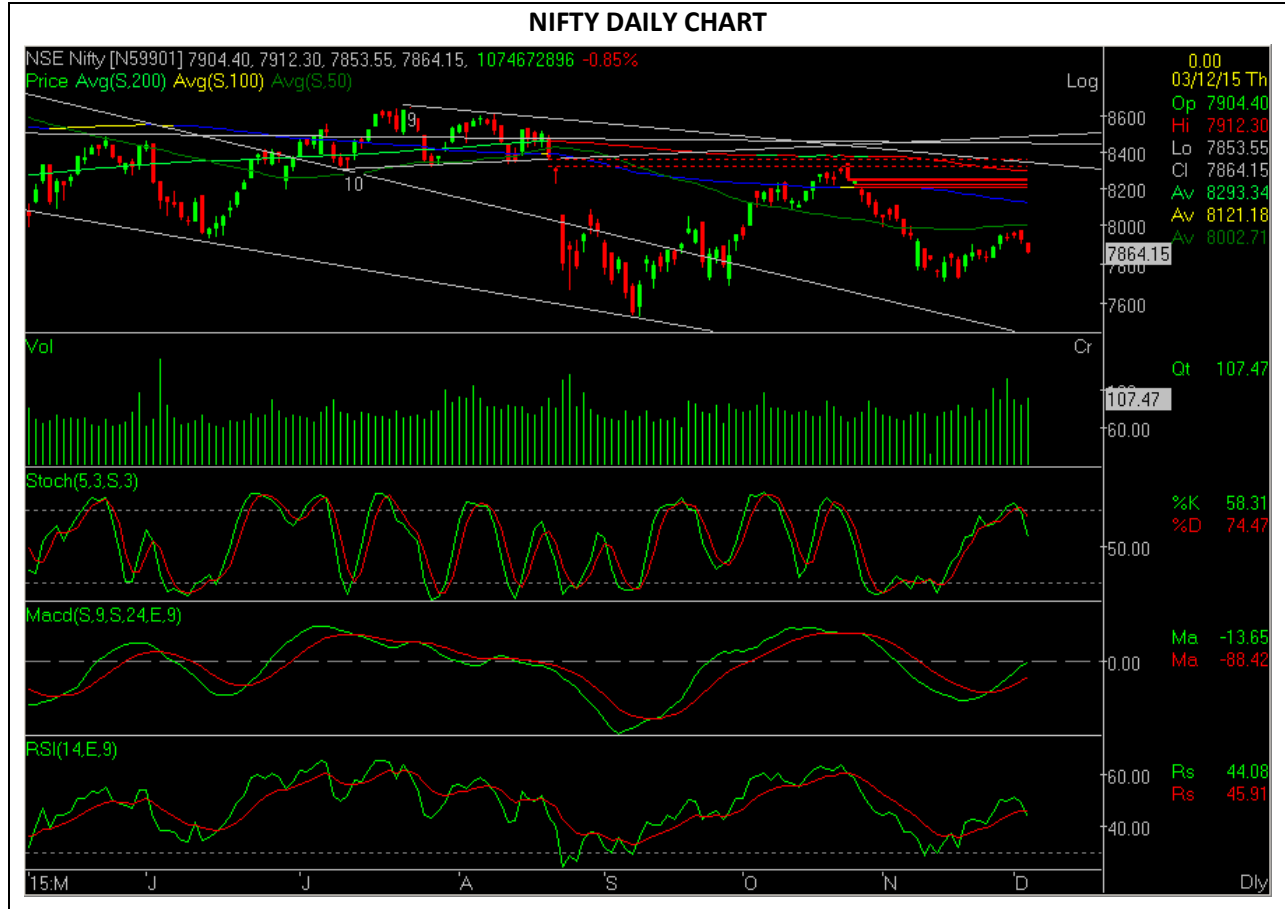 NIFTY DAILY CHART
NSE Nifty [N59901] 7904.40, 7912.30, 7853.55, 7864.15, 1074672896 -0.85%
Price Avg(S,200) Avg(S,100) Avg(S,50)
Log
0.00
03/12/15 Th
Op 7904.40
Hi 7912.30
Lo 7853.55
Cl 7864.15
Av 8293.34
Av 8121.18
Av 8002.71
8600
8400
8200
8000
7864.15
7600
9
10
Vol
Cr
Qt 107.47
107.47
60.00
Stoch(5,3,S,3)
%K 58.31
%D 74.47
50.00
Macd(S,9,S,24,E,9)
Ma -13.65
Ma -88.42
0.00
RSI(14,E,9)
Rs 44.08
Rs 45.91
60.00
40.00
'15:M 'J 'J 'A 'S 'O 'N 'D
Dly